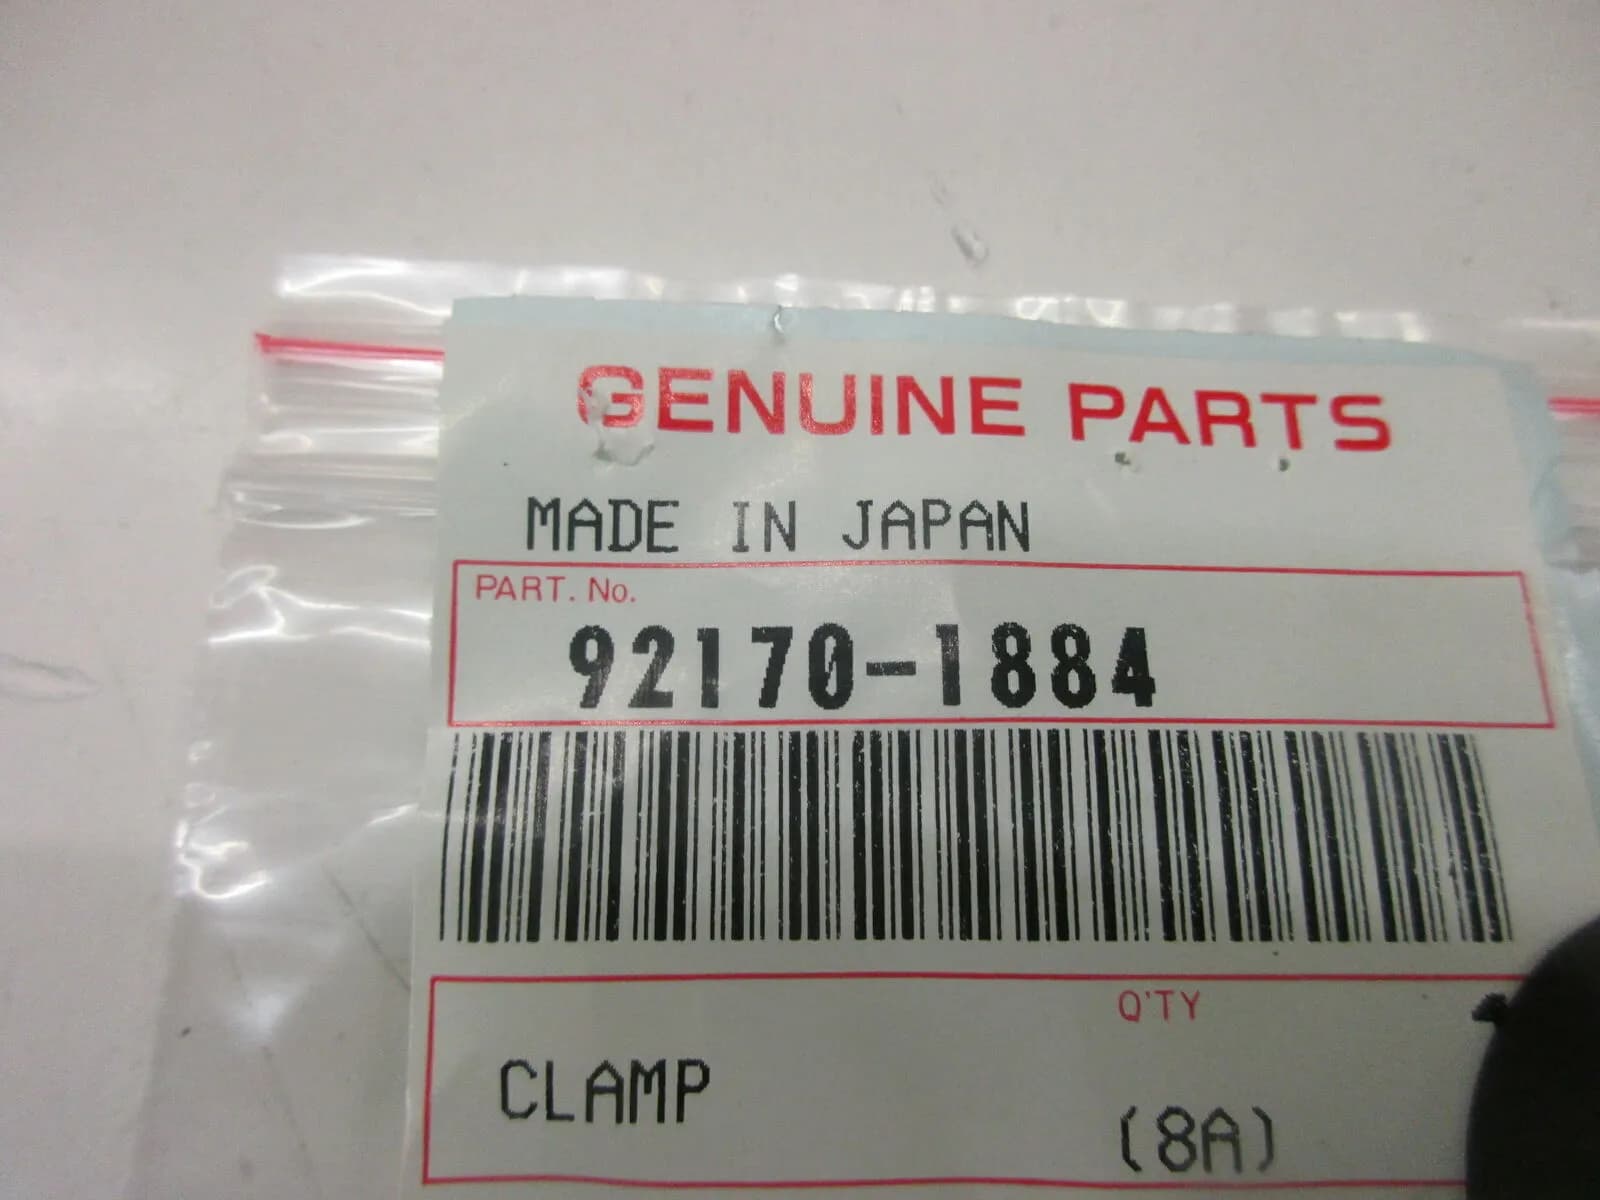 GENUINE PARTS
MADE IN JAPAN
PART. No.
92170-1884
Q'TY
CLAMP
(8A)